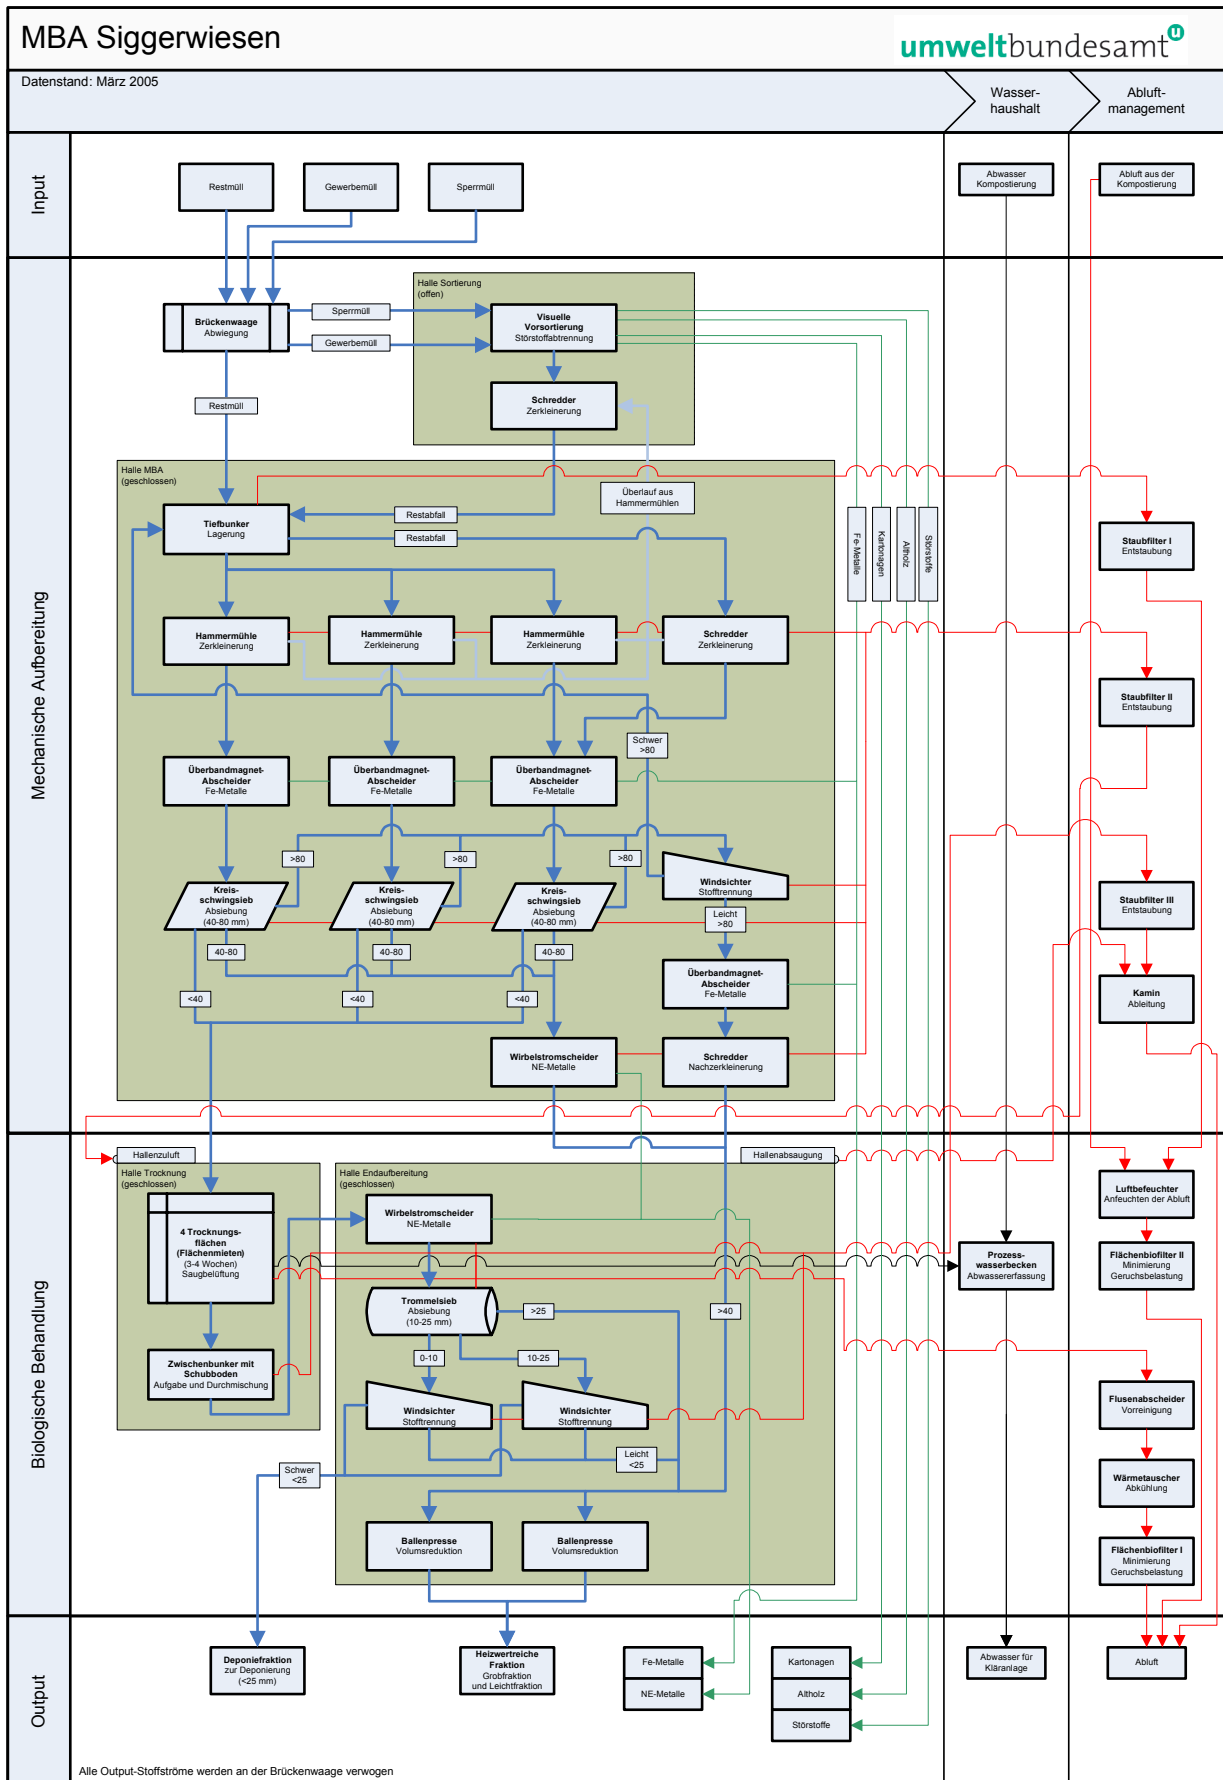 MBA Siggerwiesen
umweltbundesamt
u
Datenstand: März 2005
Wasser-
haushalt
Abluft-
management
Input
Restmüll
Gewerbemüll
Sperrmüll
Abwasser
Kompostierung
Abluft aus der
Kompostierung
Mechanische Aufbereitung
Halle Sortierung
(offen)
Brückenwaage
Abwiegung
Sperrmüll
Gewerbemüll
Visuelle
Vorsortierung
Störstoffabtrennung
Schredder
Zerkleinerung
Restmüll
Halle MBA
(geschlossen)
Überlauf aus
Hammermühlen
Tiefbunker
Lagerung
Restabfall
Restabfall
Fe-Metalle
Kartonagen
Altholz
Störstoffe
Staubfilter I
Entstaubung
Hammermühle
Zerkleinerung
Hammermühle
Zerkleinerung
Hammermühle
Zerkleinerung
Schredder
Zerkleinerung
Staubfilter II
Entstaubung
Schwer
>80
Überbandmagnet-
Abscheider
Fe-Metalle
Überbandmagnet-
Abscheider
Fe-Metalle
Überbandmagnet-
Abscheider
Fe-Metalle
>80
>80
>80
Kreis-
schwingsieb
Absiebung
(40-80 mm)
Kreis-
schwingsieb
Absiebung
(40-80 mm)
Kreis-
schwingsieb
Absiebung
(40-80 mm)
Windsichter
Stofftrennung
Staubfilter III
Entstaubung
Leicht
>80
40-80
40-80
40-80
<40
<40
<40
Überbandmagnet-
Abscheider
Fe-Metalle
Kamin
Ableitung
Wirbelstromscheider
NE-Metalle
Schredder
Nachzerkleinerung
Biologische Behandlung
Hallenzuluft
Hallenabsaugung
Halle Trocknung
(geschlossen)
Halle Endaufbereitung
(geschlossen)
4 Trocknungs-
flächen
(Flächenmieten)
(3-4 Wochen)
Saugbelüftung
Wirbelstromscheider
NE-Metalle
Luftbefeuchter
Anfeuchten der Abluft
Prozess-
wasserbecken
Abwassererfassung
Flächenbiofilter II
Minimierung
Geruchsbelastung
Trommelsieb
Absiebung
(10-25 mm)
>25
>40
0-10
10-25
Zwischenbunker mit
Schubboden
Aufgabe und Durchmischung
Windsichter
Stofftrennung
Windsichter
Stofftrennung
Flusenabscheider
Vorreinigung
Leicht
<25
Schwer
<25
Wärmetauscher
Abkühlung
Ballenpresse
Volumsreduktion
Ballenpresse
Volumsreduktion
Flächenbiofilter I
Minimierung
Geruchsbelastung
Output
Deponiefraktion
zur Deponierung
(<25 mm)
Heizwertreiche
Fraktion
Grobfraktion
und Leichtfraktion
Fe-Metalle
NE-Metalle
Kartonagen
Altholz
Störstoffe
Abwasser für
Kläranlage
Abluft
Alle Output-Stoffströme werden an der Brückenwaage verwogen